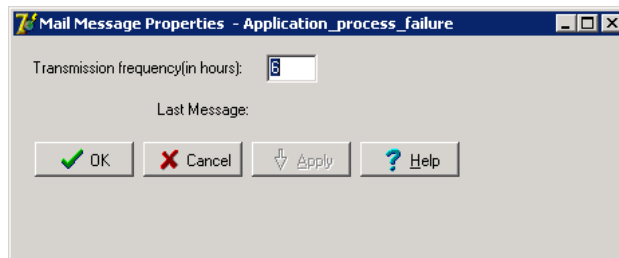 Mail Message Properties - Application_process_failure
Transmission frequency(in hours): 6
Last Message:
OK Cancel Apply Help